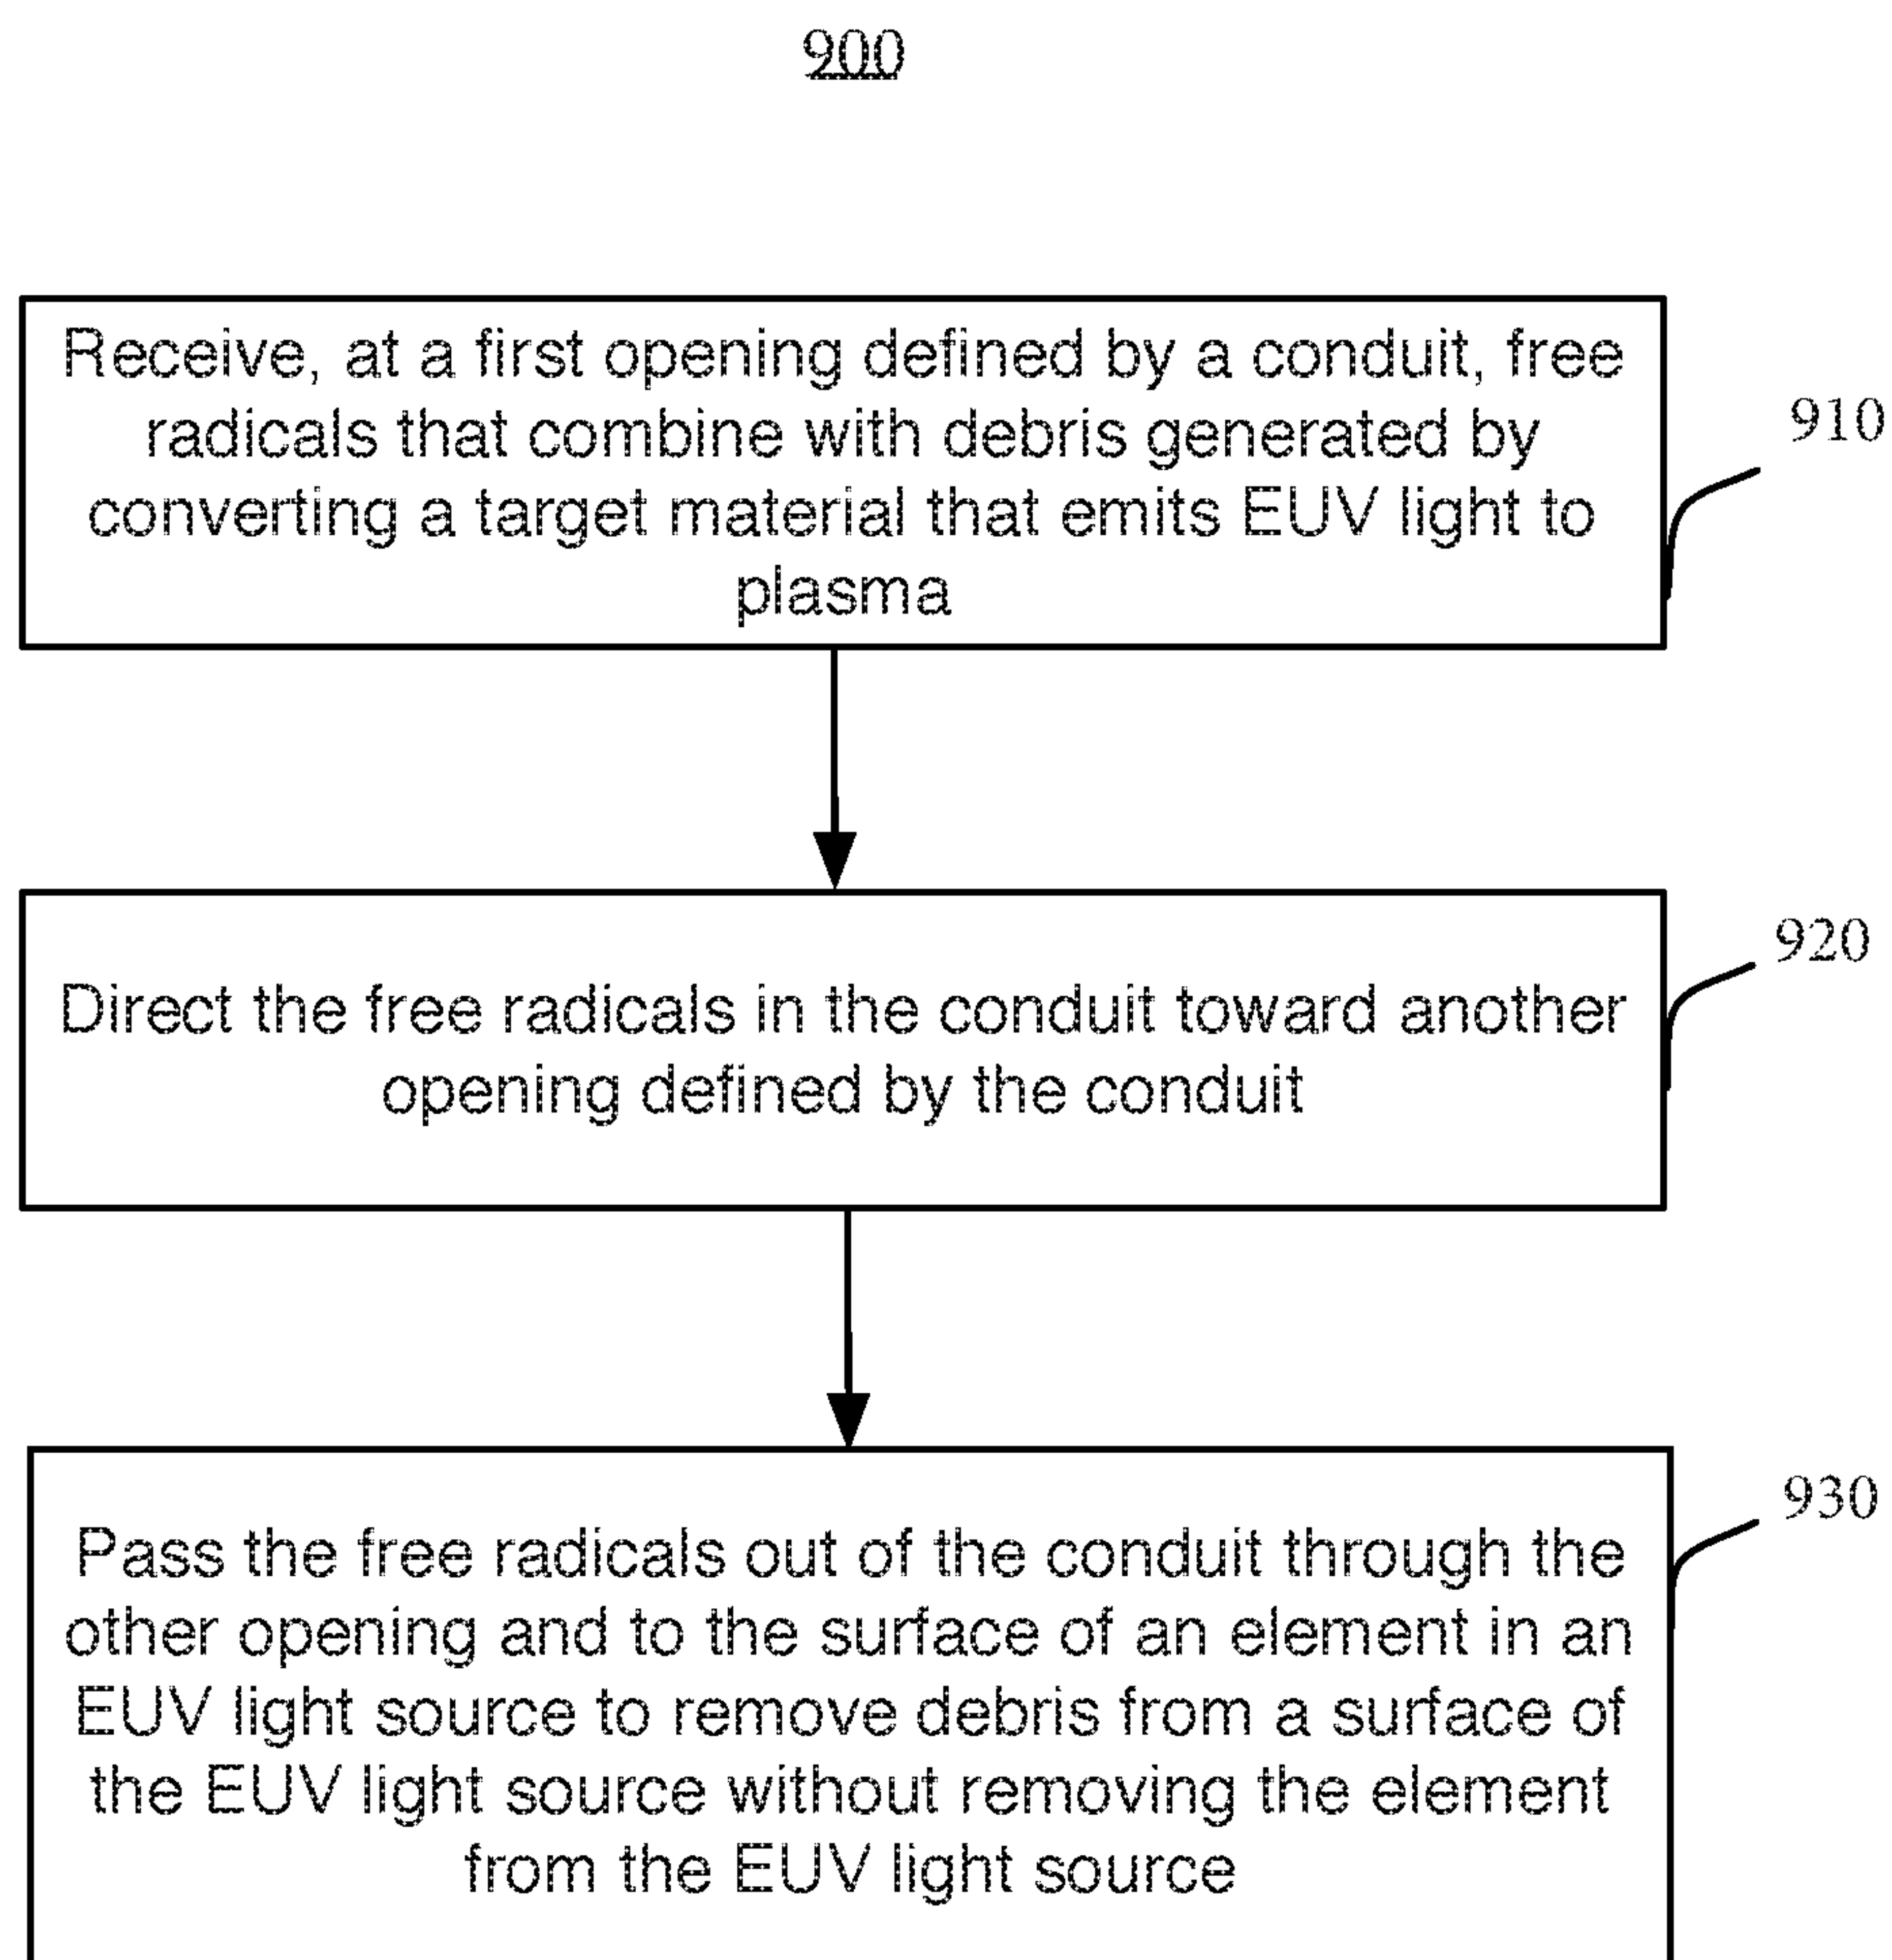 900
Receive, at a first opening defined by a conduit, free
radicals that combine with debris generated by
converting a target material that emits EUV light to
plasma
910
Direct the free radicals in the conduit toward another
opening defined by the conduit
920
Pass the free radicals out of the conduit through the
other opening and to the surface of an element in an
EUV light source to remove debris from a surface of
the EUV light source without removing the element
from the EUV light source
930